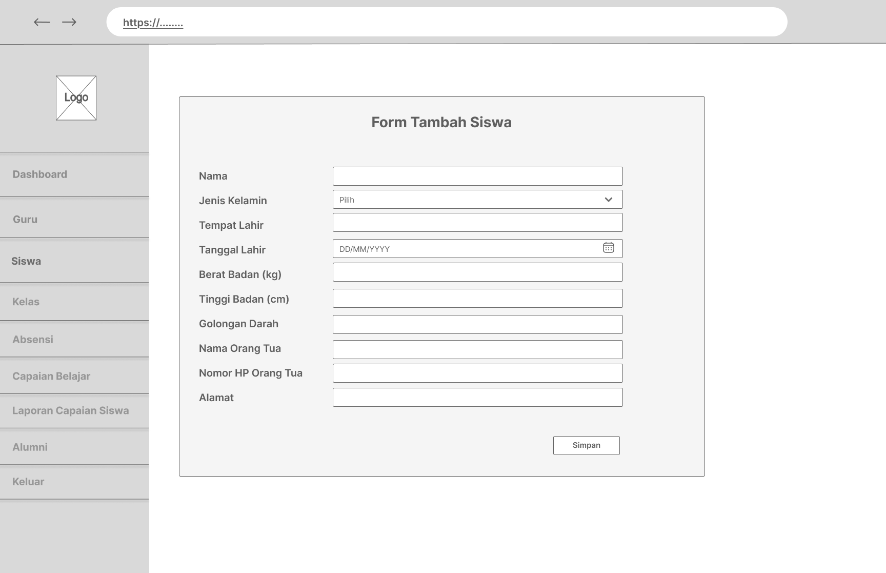 https://........
Logo
Dashboard
Guru
Siswa
Kelas
Absensi
Capaian Belajar
Laporan Capaian Siswa
Alumni
Keluar
Form Tambah Siswa
Nama
Jenis Kelamin
Pilih
Tempat Lahir
Tanggal Lahir
DD/MM/YYYY
Berat Badan (kg)
Tinggi Badan (cm)
Golongan Darah
Nama Orang Tua
Nomor HP Orang Tua
Alamat
Simpan